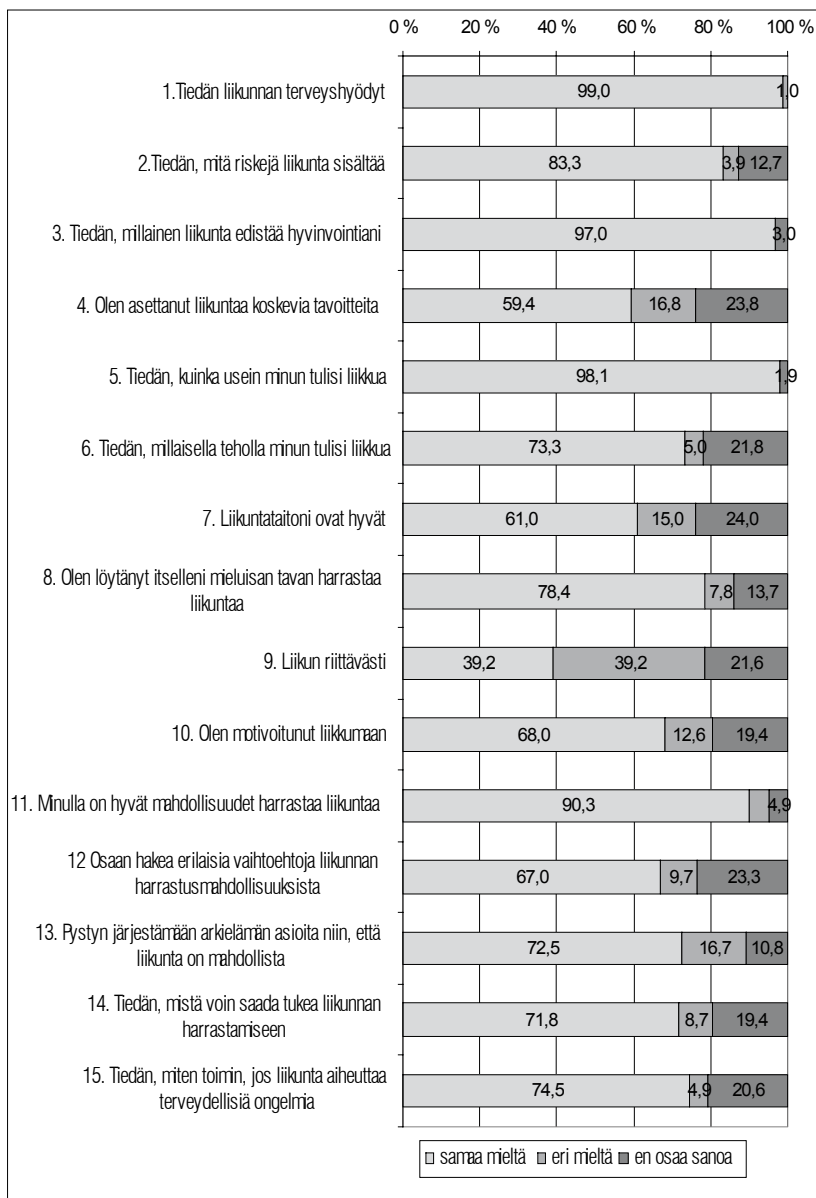 0 % 20 % 40 % 60 % 80 % 100 %
1.Tiedän liikunnan terveyshyödyt 99,0 1,0
2.Tiedän, mitä riskejä liikunta sisältää 83,3 3,9 12,7
3. Tiedän, millainen liikunta edistää hyvinvointiani 97,0 3,0
4. Olen asettanut liikuntaa koskevia tavoitteita 59,4 16,8 23,8
5. Tiedän, kuinka usein minun tulisi liikkua 98,1 1,9
6. Tiedän, millaisella teholla minun tulisi liikkua 73,3 5,0 21,8
7. Liikuntataitoni ovat hyvät 61,0 15,0 24,0
8. Olen löytänyt itselleni mieluisan tavan harrastaa
liikuntaa 78,4 7,8 13,7
9. Liikun riittävästi 39,2 39,2 21,6
10. Olen motivoitunut liikkumaan 68,0 12,6 19,4
11. Minulla on hyvät mahdollisuudet harrastaa liikuntaa 90,3 4,9
12 Osaan hakea erilaisia vaihtoehtoja liikunnan
harrastusmahdollisuuksista 67,0 9,7 23,3
13. Pystyn järjestämään arkielämän asioita niin, että
liikunta on mahdollista 72,5 16,7 10,8
14. Tiedän, mistä voin saada tukea liikunnan
harrastamiseen 71,8 8,7 19,4
15. Tiedän, miten toimin, jos liikunta aiheuttaa
terveydellisiä ongelmia 74,5 4,9 20,6
samaa mieltä eri mieltä en osaa sanoa